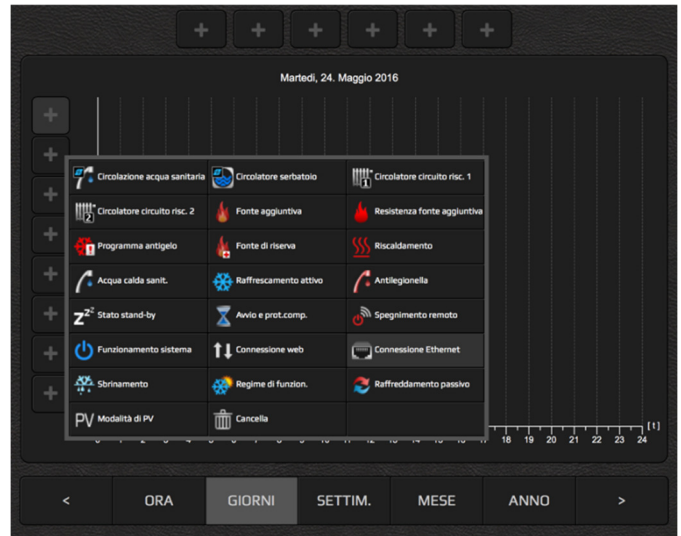 Martedi, 24. Maggio 2016
Circolazione acqua sanitaria
Circolatore serbatoio
Circolatore circuito risc. 1
Circolatore circuito risc. 2
Fonte aggiuntiva
Resistenza fonte aggiuntiva
Programma antigelo
Fonte di riserva
Riscaldamento
Acqua calda sanit.
Raffrescamento attivo
Antilegionella
Stato stand-by
Avvio e prot.comp.
Spegnimento remoto
Funzionamento sistema
Connessione web
Connessione Ethernet
Sbrinamento
Regime di funzion.
Raffreddamento passivo
PV Modalità di PV
Cancella
[t]
18 19 20 21 22 23 24
< ORA GIORNI SETTIM. MESE ANNO >